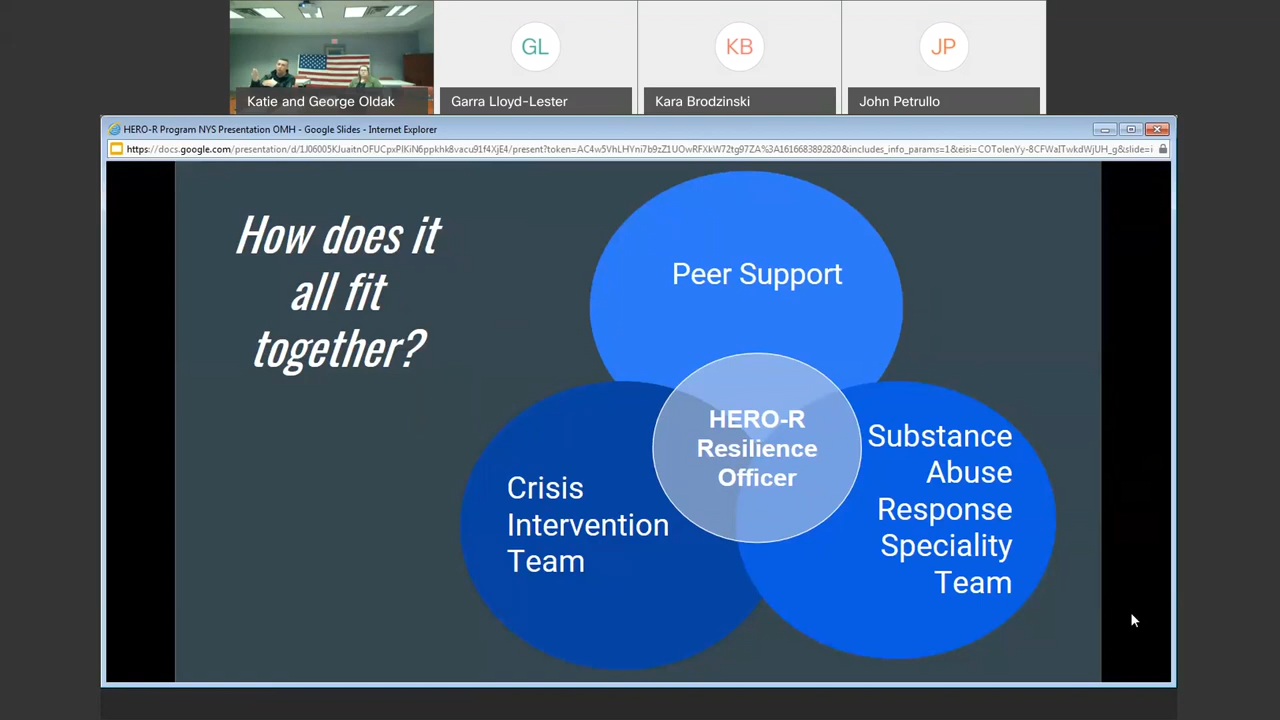 GL
KB
JP
Katie and George Oldak
Garra Lloyd-Lester
Kara Brodzinski
John Petrullo
HERO-R Program NYS Presentation OMH - Google Slides - Internet Explorer
How does it
all fit
together?
Peer Support
HERO-R
Resilience
Officer
Crisis
Intervention
Team
Substance
Abuse
Response
Speciality
Team